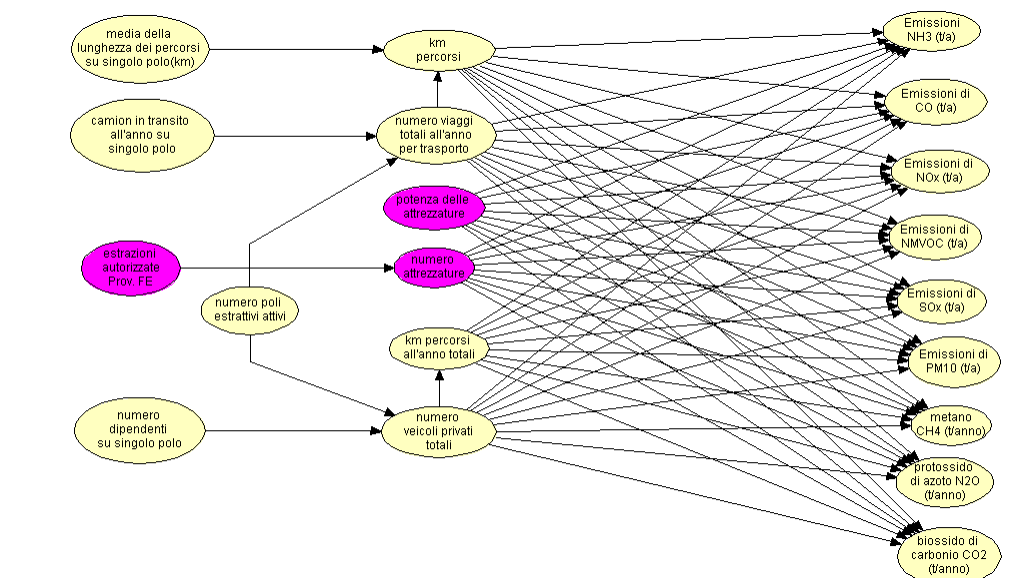 media della
lunghezza dei percorsi
su singolo polo(km)
camion in transito
all'anno su
singolo polo
estrazioni
autorizzate
Prov. FE
numero poli
estrattivi attivi
numero
dipendenti
su singolo polo
km
percorsi
numero viaggi
totali all'anno
per trasporto
potenza delle
attrezzature
numero
attrezzature
km percorsi
all'anno totali
numero
veicoli privati
totali
Emissioni
NH3 (t/a)
Emissioni di
CO (t/a)
Emissioni di
NOx (t/a)
Emissioni di
NMVOC (t/a)
Emissioni di
SOx (t/a)
Emissioni di
PM10 (t/a)
metano
CH4 (t/anno)
protossido
di azoto N2O
(t/anno)
biossido di
carbonio CO2
(t/anno)